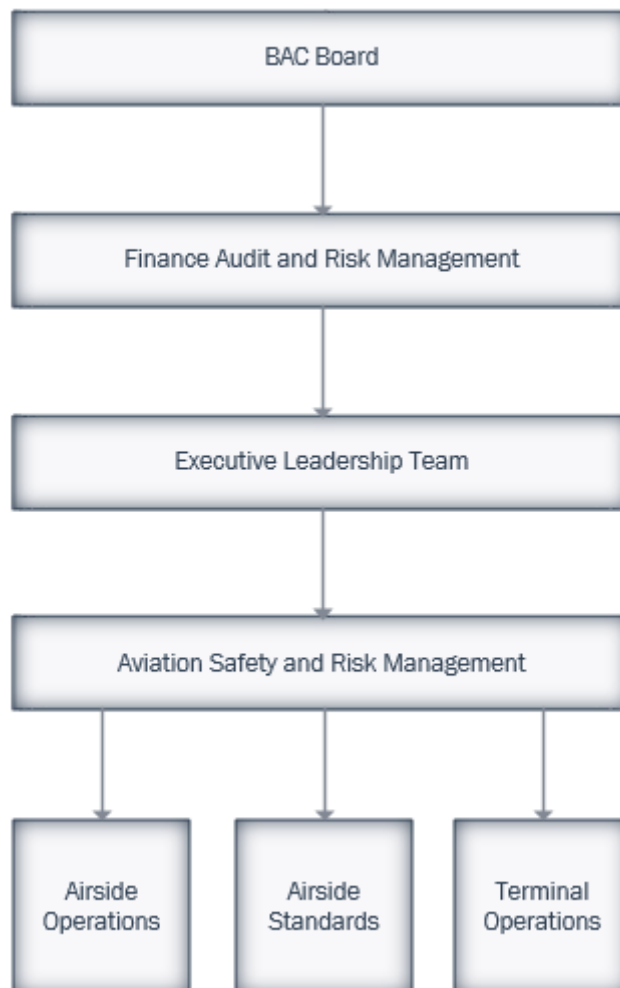 BAC Board
Finance Audit and Risk Management
Executive Leadership Team
Aviation Safety and Risk Management
Airside
Operations
Airside
Standards
Terminal
Operations